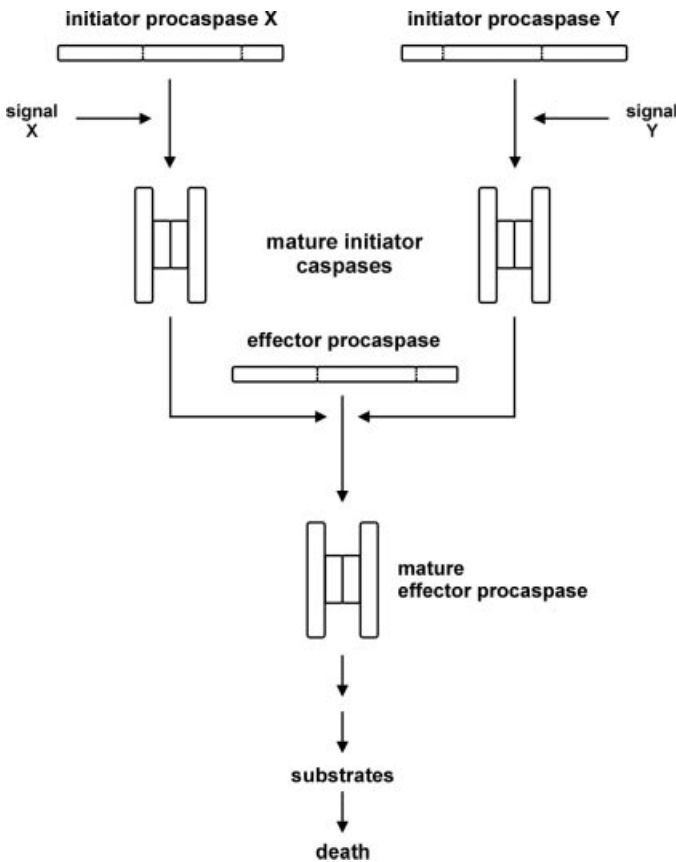 initiator procaspase X
initiator procaspase Y
signal
X
signal
Y
mature initiator
caspases
effector procaspase
mature
effector procaspase
substrates
death